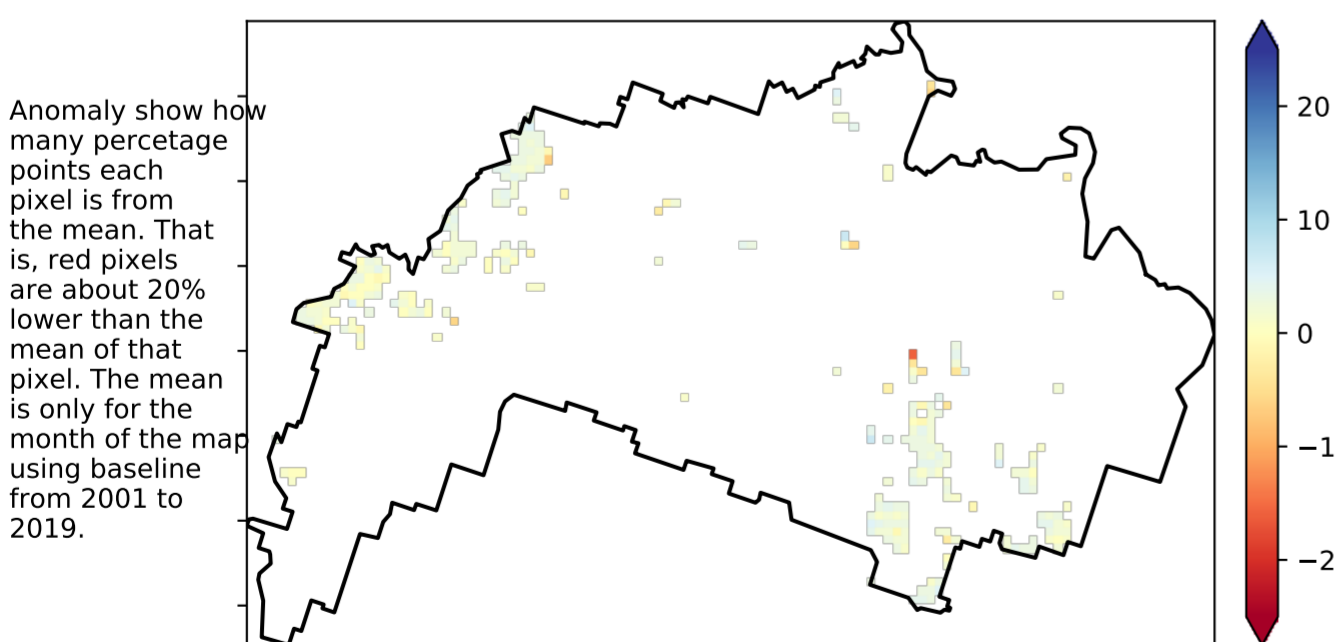 Anomaly show how
many percetage
points each
pixel is from
the mean. That
is, red pixels
are about 20%
lower than the
mean of that
pixel. The mean
is only for the
month of the map
using baseline
from 2001 to
2019.
20
10
0
−1
−2